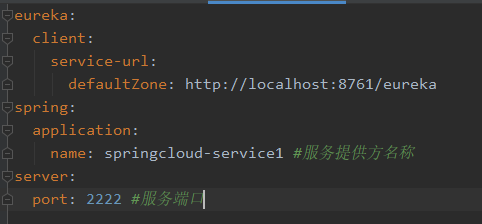 eureka:
  client:
    service-url:
      defaultZone: http://localhost:8761/eureka
spring:
  application:
    name: springcloud-service1 #服务提供方名称
server:
  port: 2222 #服务端口